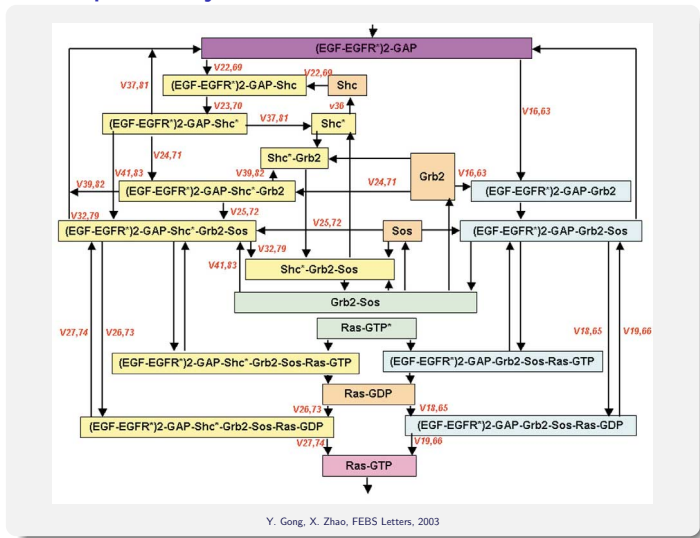 (EGF-EGFR*)2-GAP
V22,69
V22,69
V37,81
(EGF-EGFR*)2-GAP-Shc
Shc
V23,70
v36
V16,63
(EGF-EGFR*)2-GAP-Shc*
V37,81
Shc*
V24,71
Shc*-Grb2
Grb2
V41,83
V39,82
V16,63
V39,82
(EGF-EGFR*)2-GAP-Shc*-Grb2
V24,71
(EGF-EGFR*)2-GAP-Grb2
V32,79
V25,72
V25,72
Sos
(EGF-EGFR*)2-GAP-Shc*-Grb2-Sos
(EGF-EGFR*)2-GAP-Grb2-Sos
V32,79
V41,83
Shc*-Grb2-Sos
Grb2-Sos
V27,74
V26,73
Ras-GTP*
V18,65
V19,66
(EGF-EGFR*)2-GAP-Shc*-Grb2-Sos-Ras-GTP
(EGF-EGFR*)2-GAP-Grb2-Sos-Ras-GTP
Ras-GDP
V26,73
V18,65
(EGF-EGFR*)2-GAP-Shc*-Grb2-Sos-Ras-GDP
(EGF-EGFR*)2-GAP-Grb2-Sos-Ras-GDP
V27,74
V19,66
Ras-GTP
Y. Gong, X. Zhao, FEBS Letters, 2003